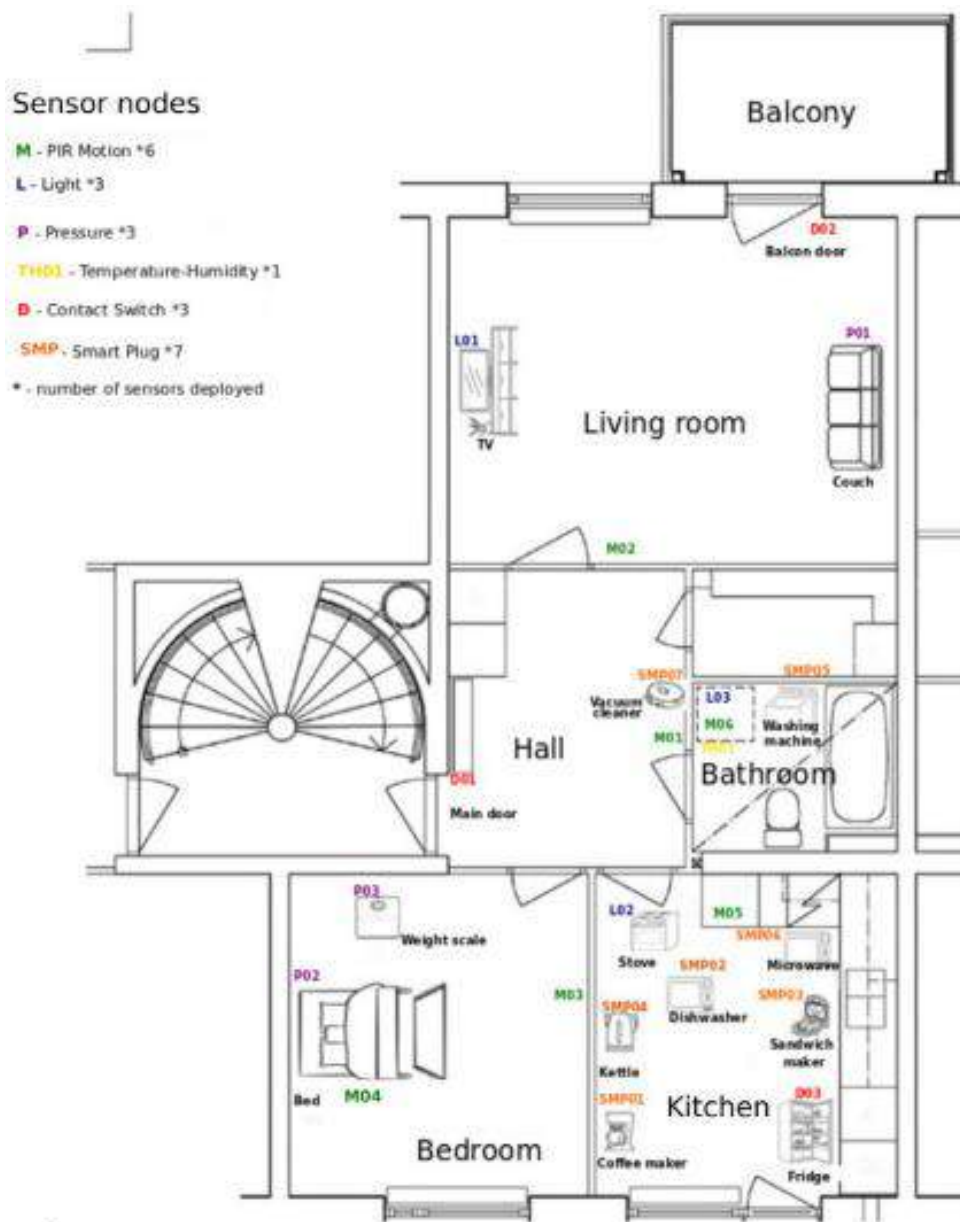 Sensor nodes
M - PIR Motion *6
L - Light *3
P - Pressure *3
TH01 - Temperature-Humidity *1
D - Contact Switch *3
SMP - Smart Plug *7
* - number of sensors deployed
Balcony
D02
Balcon door
L01
P01
Living room
TV
Couch
M02
SMP07
SMP05
Vacuum
cleaner
L03
M06
Washing
machine
M01
Hall
Bathroom
D01
Main door
P03
Weight scale
L02
M05
Stove
SMP06
Microwave
P02
M03
SMP02
Dishwasher
SMP03
Sandwich
maker
SMP04
Kettle
Bed
M04
SMP01
Kitchen
D03
Bedroom
Coffee maker
Fridge